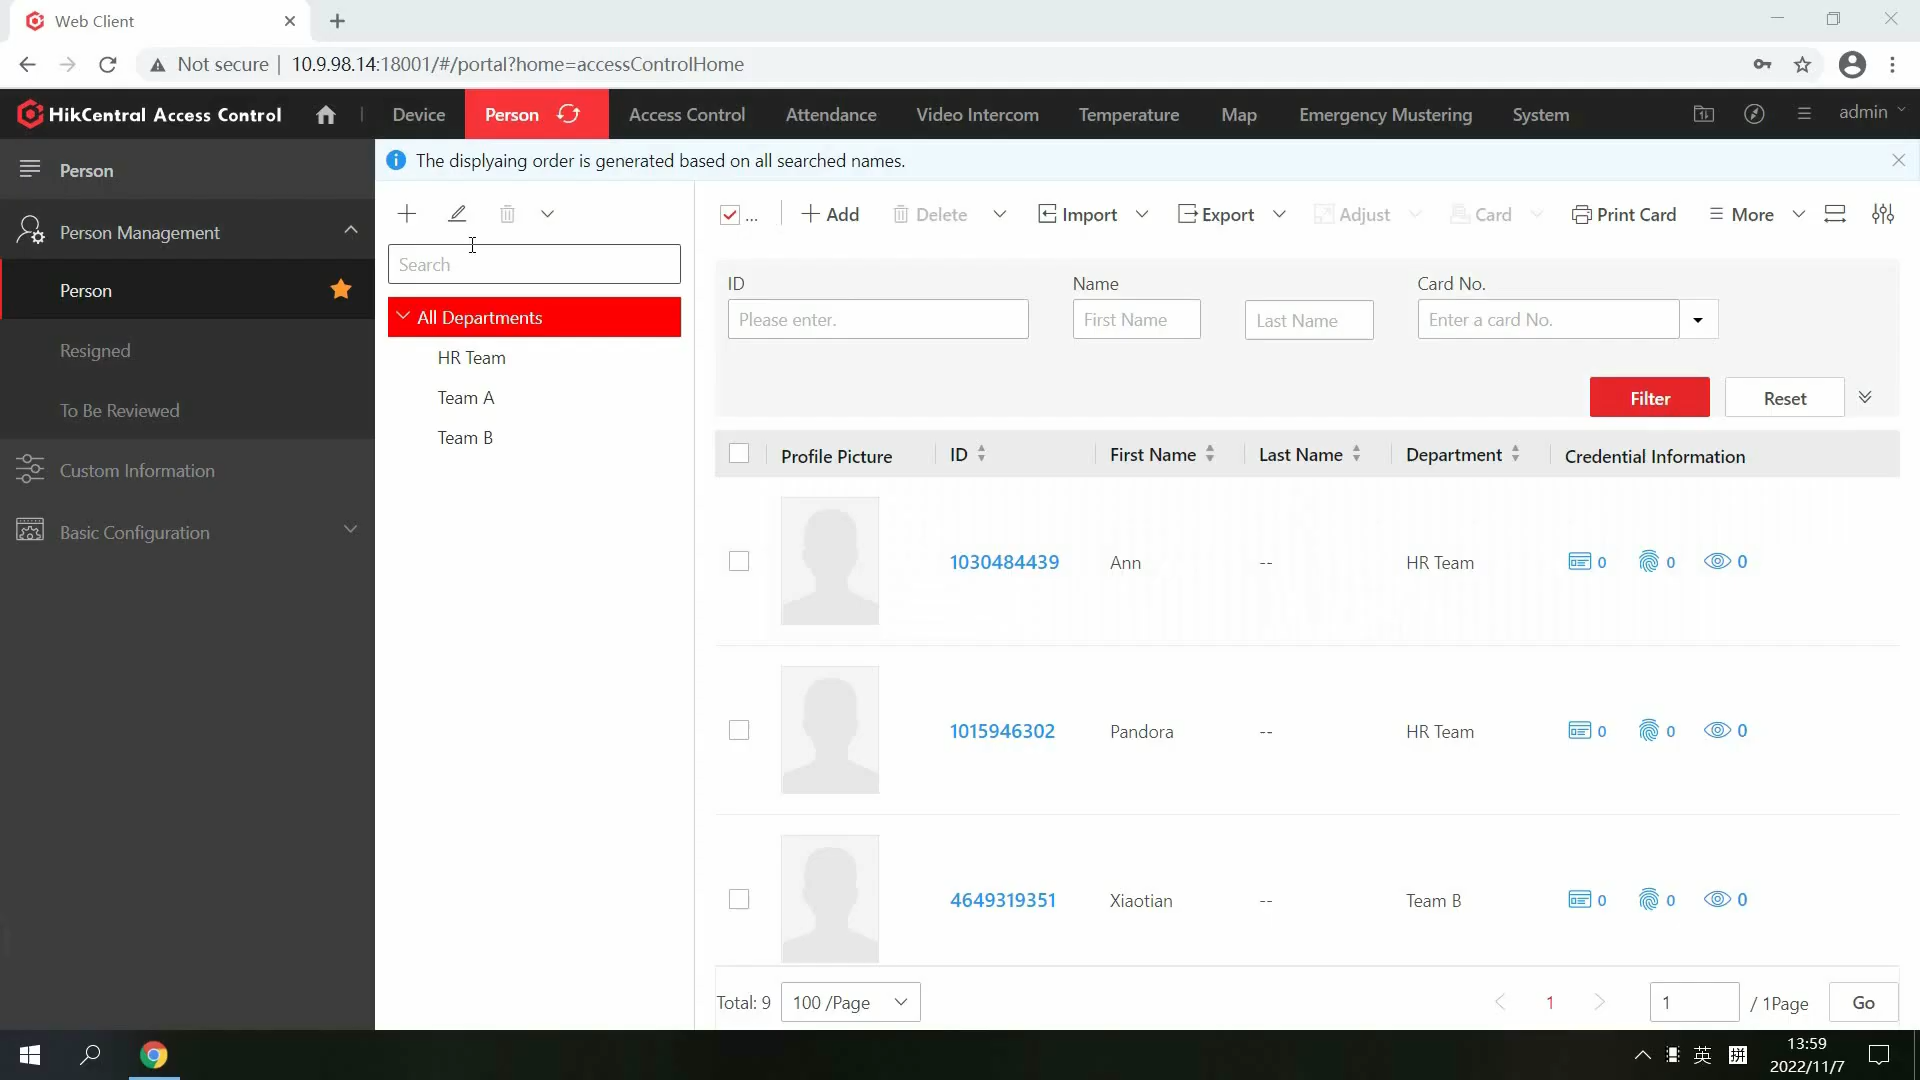 Web Client
Not secure | 10.9.98.14:18001/#/portal?home=accessControlHome
HikCentral Access Control
Device
Person
Access Control
Attendance
Video Intercom
Temperature
Map
Emergency Mustering
System
admin
Person
Person Management
Person
Resigned
To Be Reviewed
Custom Information
Basic Configuration
The displyaing order is generated based on all searched names.
Search
All Departments
HR Team
Team A
Team B
...
Add
Delete
Import
Export
Adjust
Card
Print Card
More
ID
Name
Card No.
Please enter.
First Name
Last Name
Enter a card No.
Filter
Reset
Profile Picture ID First Name Last Name Department Credential Information
1030484439 Ann -- HR Team 0 0 0
1015946302 Pandora -- HR Team 0 0 0
4649319351 Xiaotian -- Team B 0 0 0
Total: 9 100 /Page 1 1 / 1Page Go
英 拼
13:59
2022/11/7